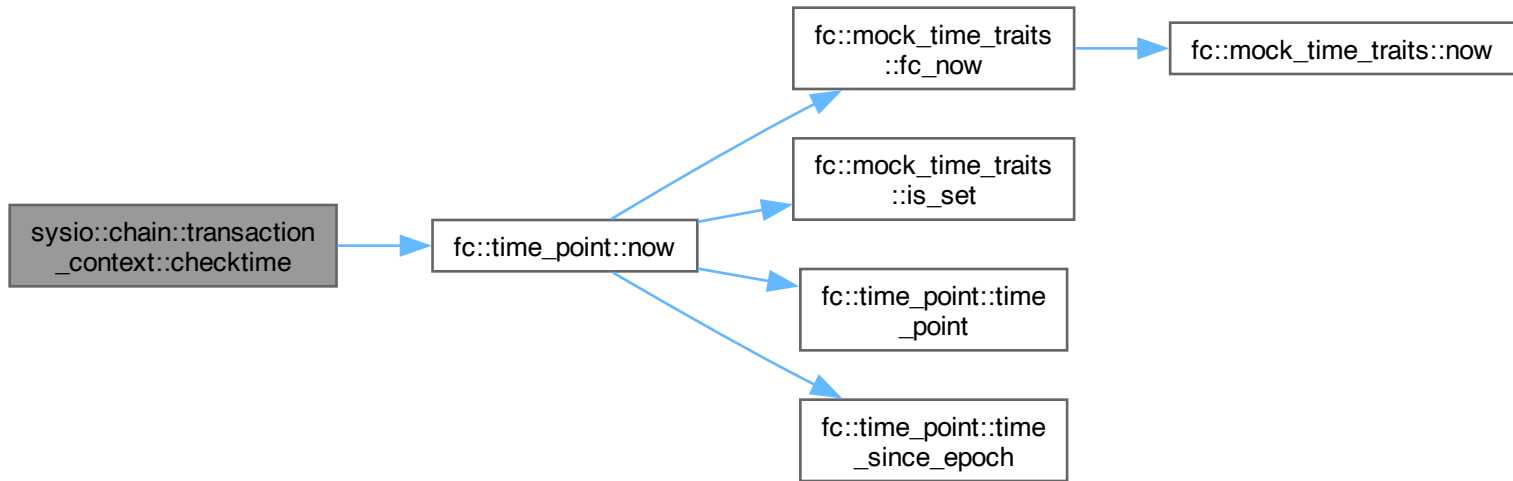 sysio::chain::transaction
_context::checktime
fc::time_point::now
fc::mock_time_traits
::fc_now
fc::mock_time_traits::now
fc::mock_time_traits
::is_set
fc::time_point::time
_point
fc::time_point::time
_since_epoch